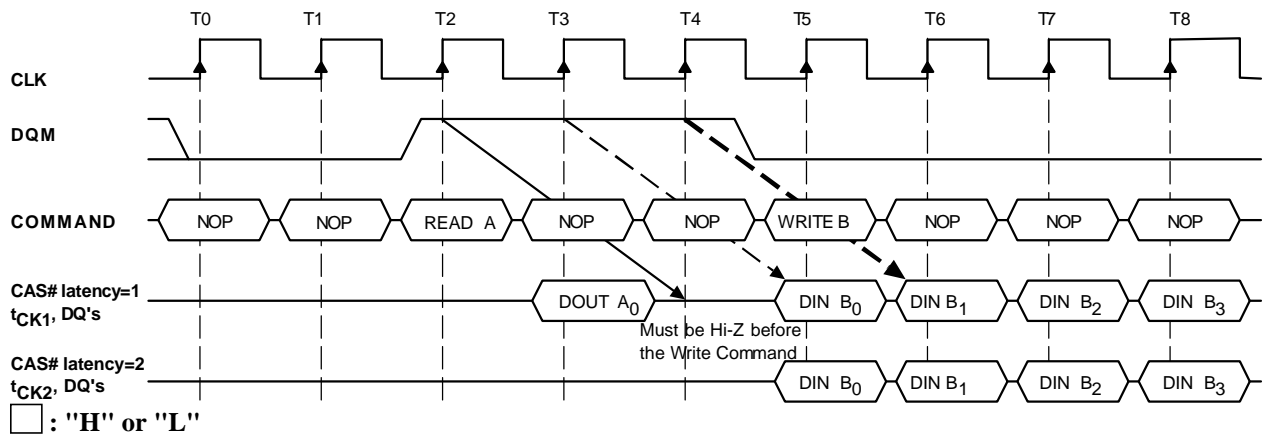 T0 T1 T2 T3 T4 T5 T6 T7 T8
CLK
DQM
COMMAND NOP NOP READ A NOP NOP WRITE B NOP NOP NOP
CAS# latency=1
tCK1, DQ's
DOUT A0 DIN B0 DIN B1 DIN B2 DIN B3
Must be Hi-Z before
the Write Command
CAS# latency=2
tCK2, DQ's
DIN B0 DIN B1 DIN B2 DIN B3
: "H" or "L"